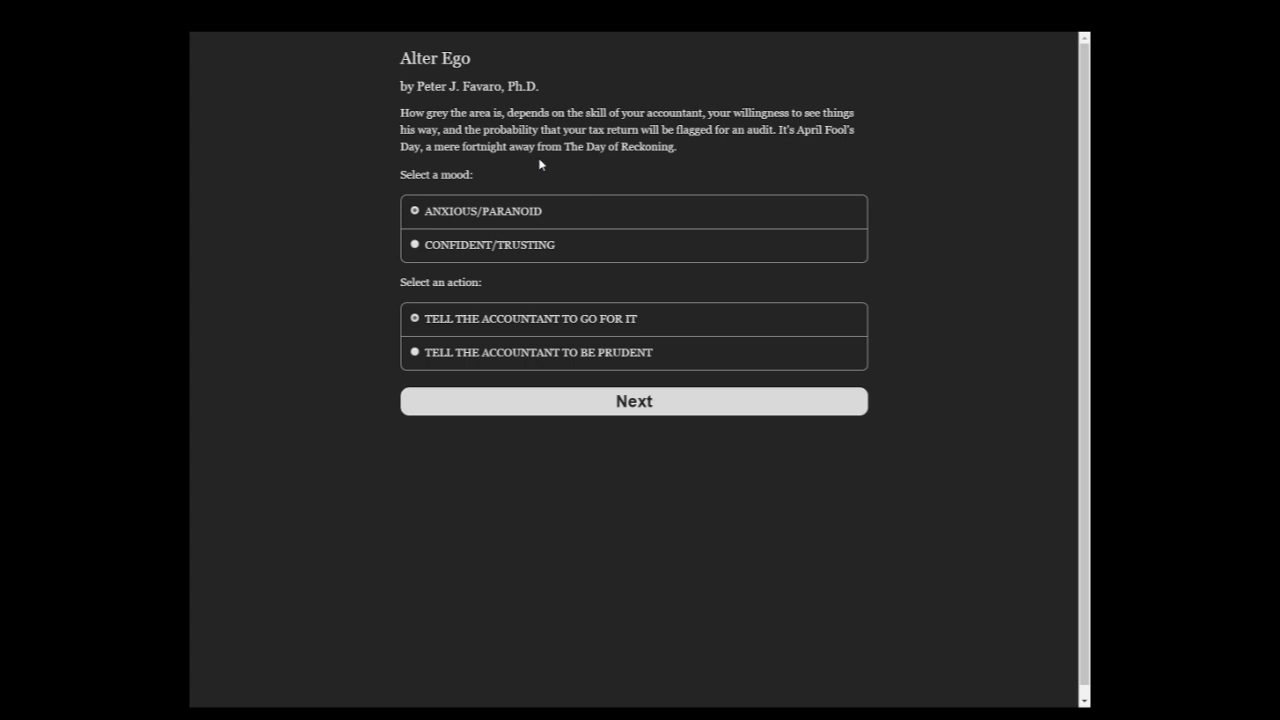 Alter Ego
by Peter J. Favaro, Ph.D.
How grey the area is, depends on the skill of your accountant, your willingness to see things
his way, and the probability that your tax return will be flagged for an audit. It's April Fool's
Day, a mere fortnight away from The Day of Reckoning.
Select a mood:
ANXIOUS/PARANOID
CONFIDENT/TRUSTING
Select an action:
TELL THE ACCOUNTANT TO GO FOR IT
TELL THE ACCOUNTANT TO BE PRUDENT
Next